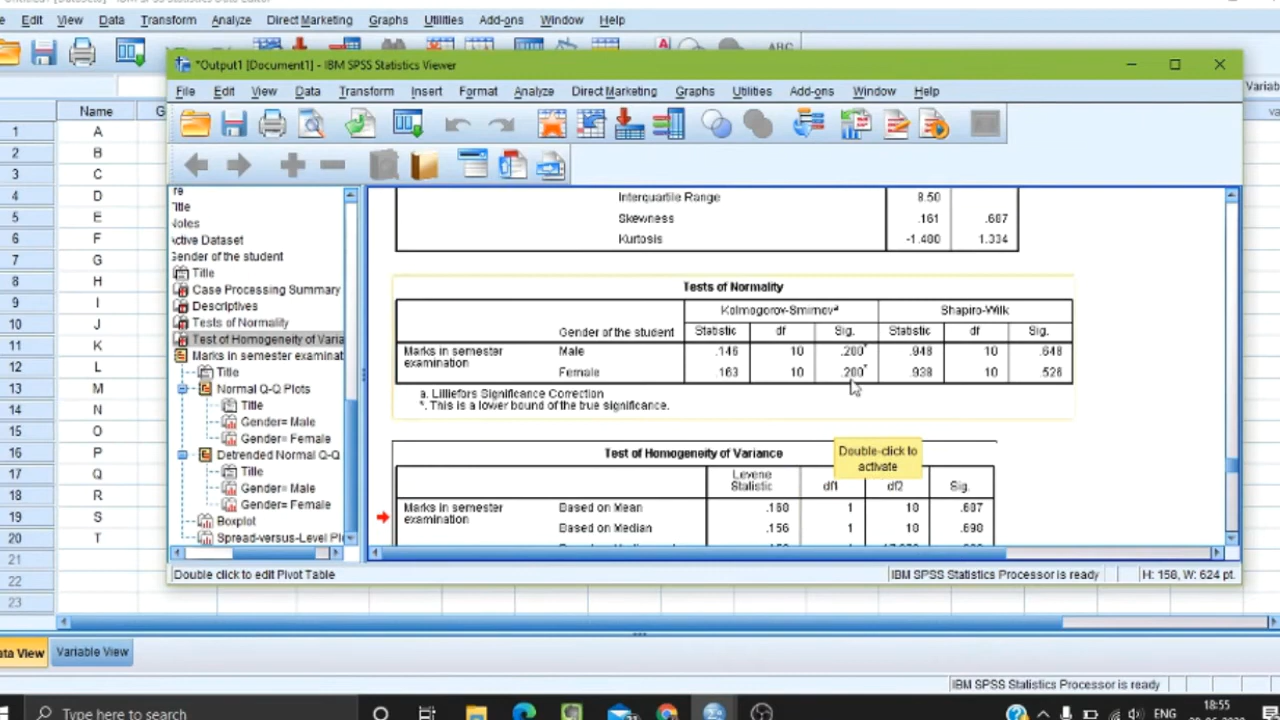 Edit View Data Transform Analyze Direct Marketing Graphs Utilities Add-ons Window Help
*Output1 [Document1] - IBM SPSS Statistics Viewer
File Edit View Data Transform Insert Format Analyze Direct Marketing Graphs Utilities Add-ons Window Help
Name
1 A
2 B
3 C
4 D
5 E
6 F
7 G
8 H
9 I
10 J
11 K
12 L
13 M
14 N
15 O
16 P
17 Q
18 R
19 S
20 T
21
22
23
Title
Notes
Active Dataset
Gender of the student
Title
Case Processing Summary
Descriptives
Tests of Normality
Test of Homogeneity of Varia
Marks in semester examinat
Title
Normal Q-Q Plots
Title
Gender= Male
Gender= Female
Detrended Normal Q-Q
Title
Gender= Male
Gender= Female
Boxplot
Spread-versus-Level Pl
Interquartile Range 8.50
Skewness .161 .687
Kurtosis -1.400 1.334
Tests of Normality
Kolmogorov-Smirnovª Shapiro-Wilk
Gender of the student Statistic df Sig. Statistic df Sig.
Marks in semester examination Male .146 10 .200* .948 10 .648
Female 163 10 .200* .938 10 .528
a. Lilliefors Significance Correction
*. This is a lower bound of the true significance.
Test of Homogeneity of Variance
Levene Statistic df1 df2 Sig.
Marks in semester examination Based on Mean 1 .687
Based on Median .156 1 .690
Double-click to
activate
Double click to edit Pivot Table
IBM SPSS Statistics Processor is ready H: 158, W: 624 pt.
Data View Variable View
IBM SPSS Statistics Processor is ready
Type here to search
ENG
18:55